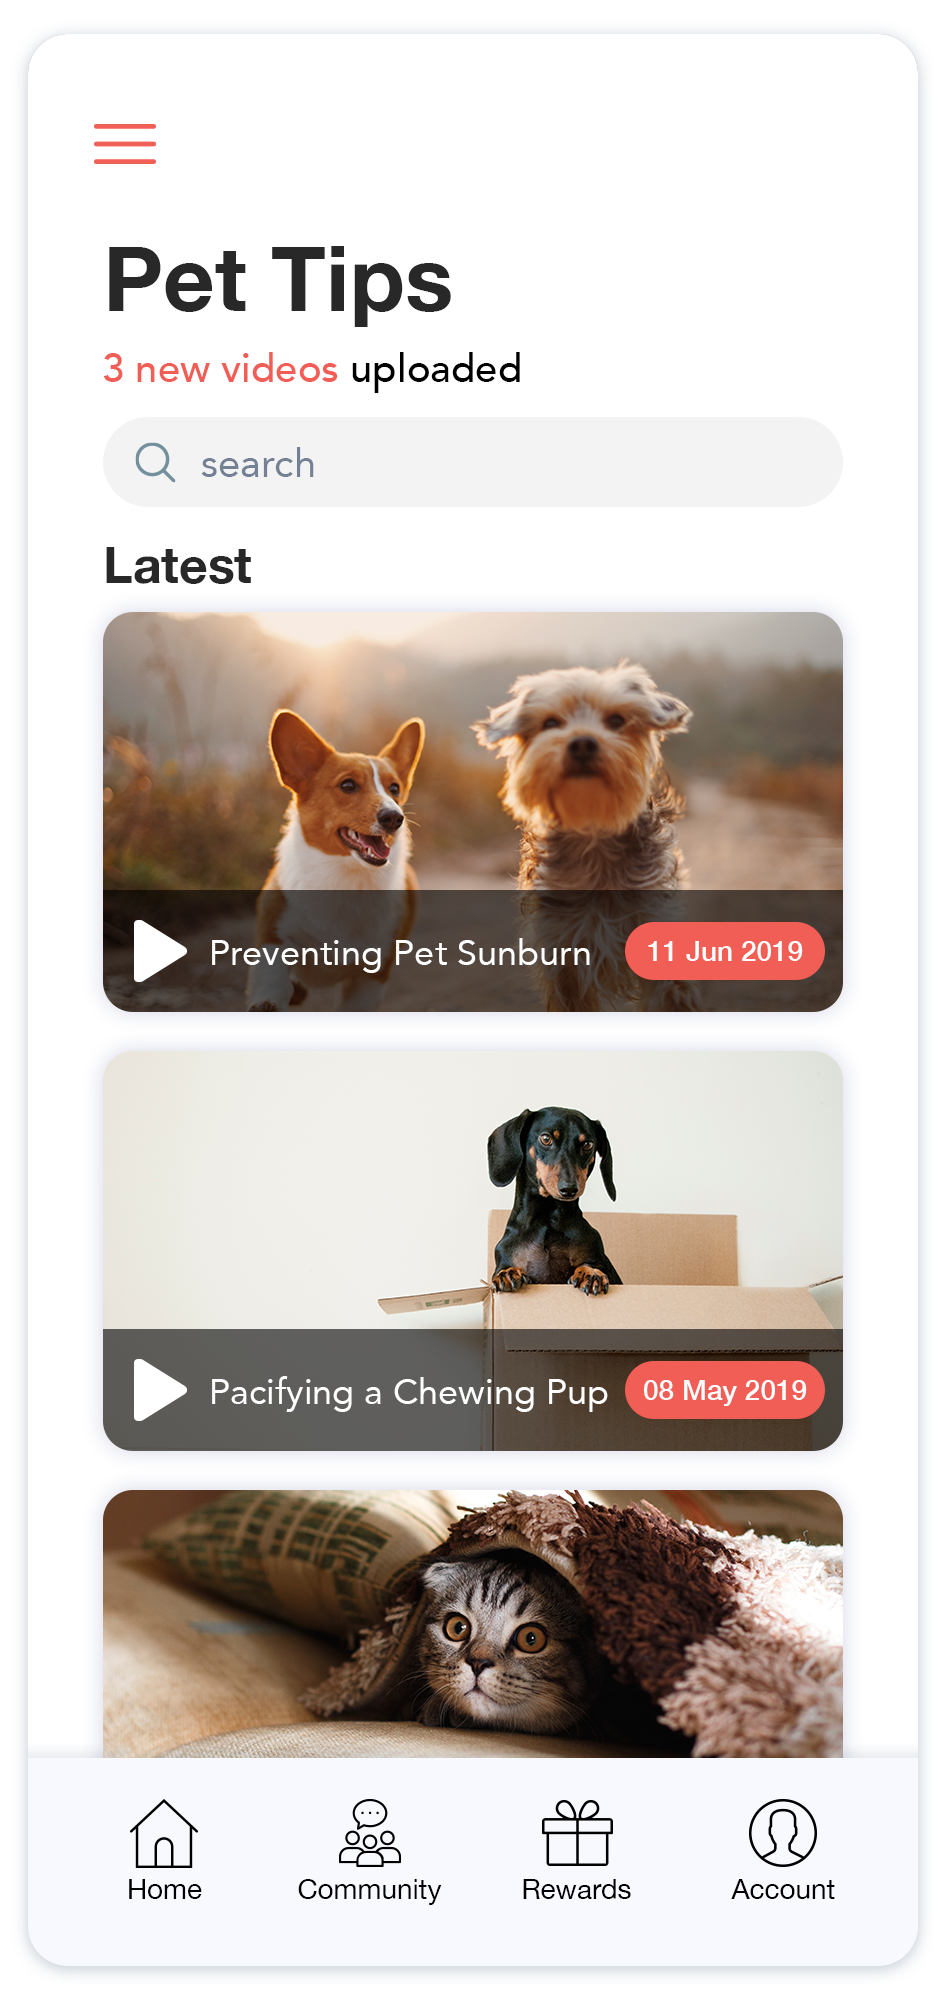 Pet Tips
3 new videos uploaded
search
Latest
Preventing Pet Sunburn 11 Jun 2019
Pacifying a Chewing Pup 08 May 2019
Home Community Rewards Account